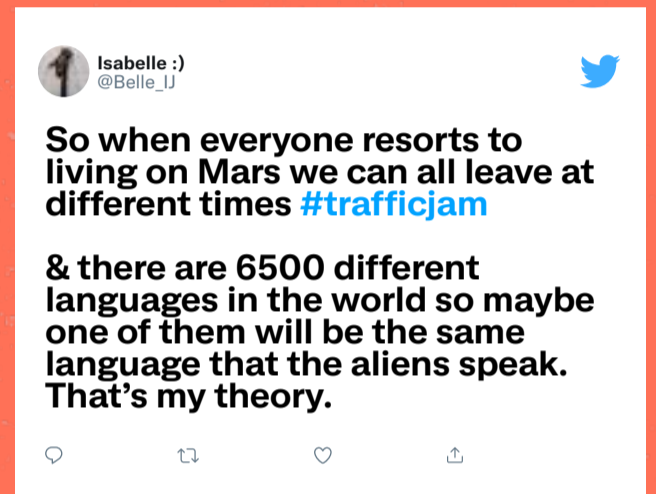 Isabelle :)
@Belle_IJ
So when everyone resorts to
living on Mars we can all leave at
different times #trafficjam
& there are 6500 different
languages in the world so maybe
one of them will be the same
language that the aliens speak.
That’s my theory.